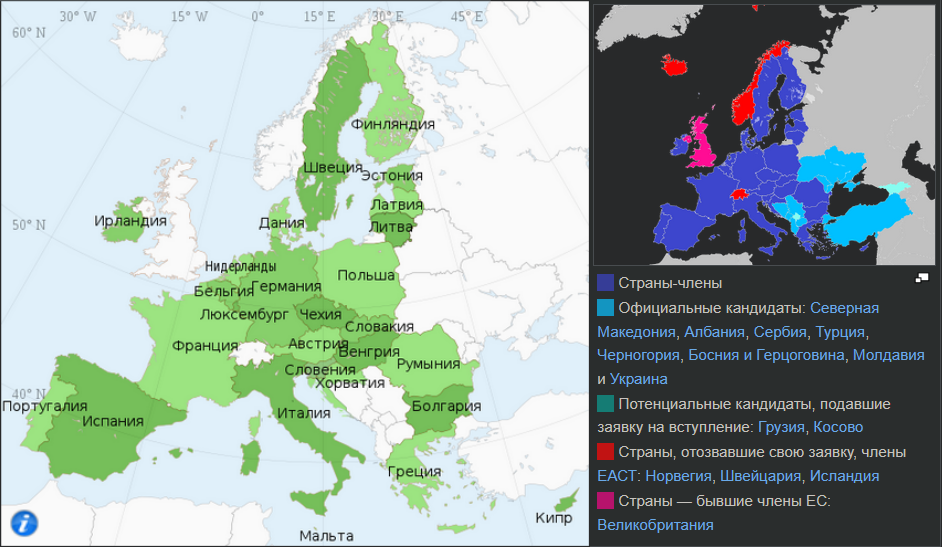 30° W
15° W
0°
15° E
30° E
45° E
60° N
50° N
40° N
Финляндия
Швеция
Эстония
Латвия
Литва
Ирландия
Дания
Нидерланды
Польша
Бельгия
Германия
Люксембург
Чехия
Словакия
Франция
Австрия
Венгрия
Словения
Румыния
Хорватия
Португалия
Испания
Италия
Болгария
Греция
Кипр
Мальта
Страны-члены
Официальные кандидаты: Северная
Македония, Албания, Сербия, Турция,
Черногория, Босния и Герцоговина, Молдавия
и Украина
Потенциальные кандидаты, подавшие
заявку на вступление: Грузия, Косово
Страны, отозвавшие свою заявку, члены
ЕАСТ: Норвегия, Швейцария, Исландия
Страны — бывшие члены ЕС:
Великобритания